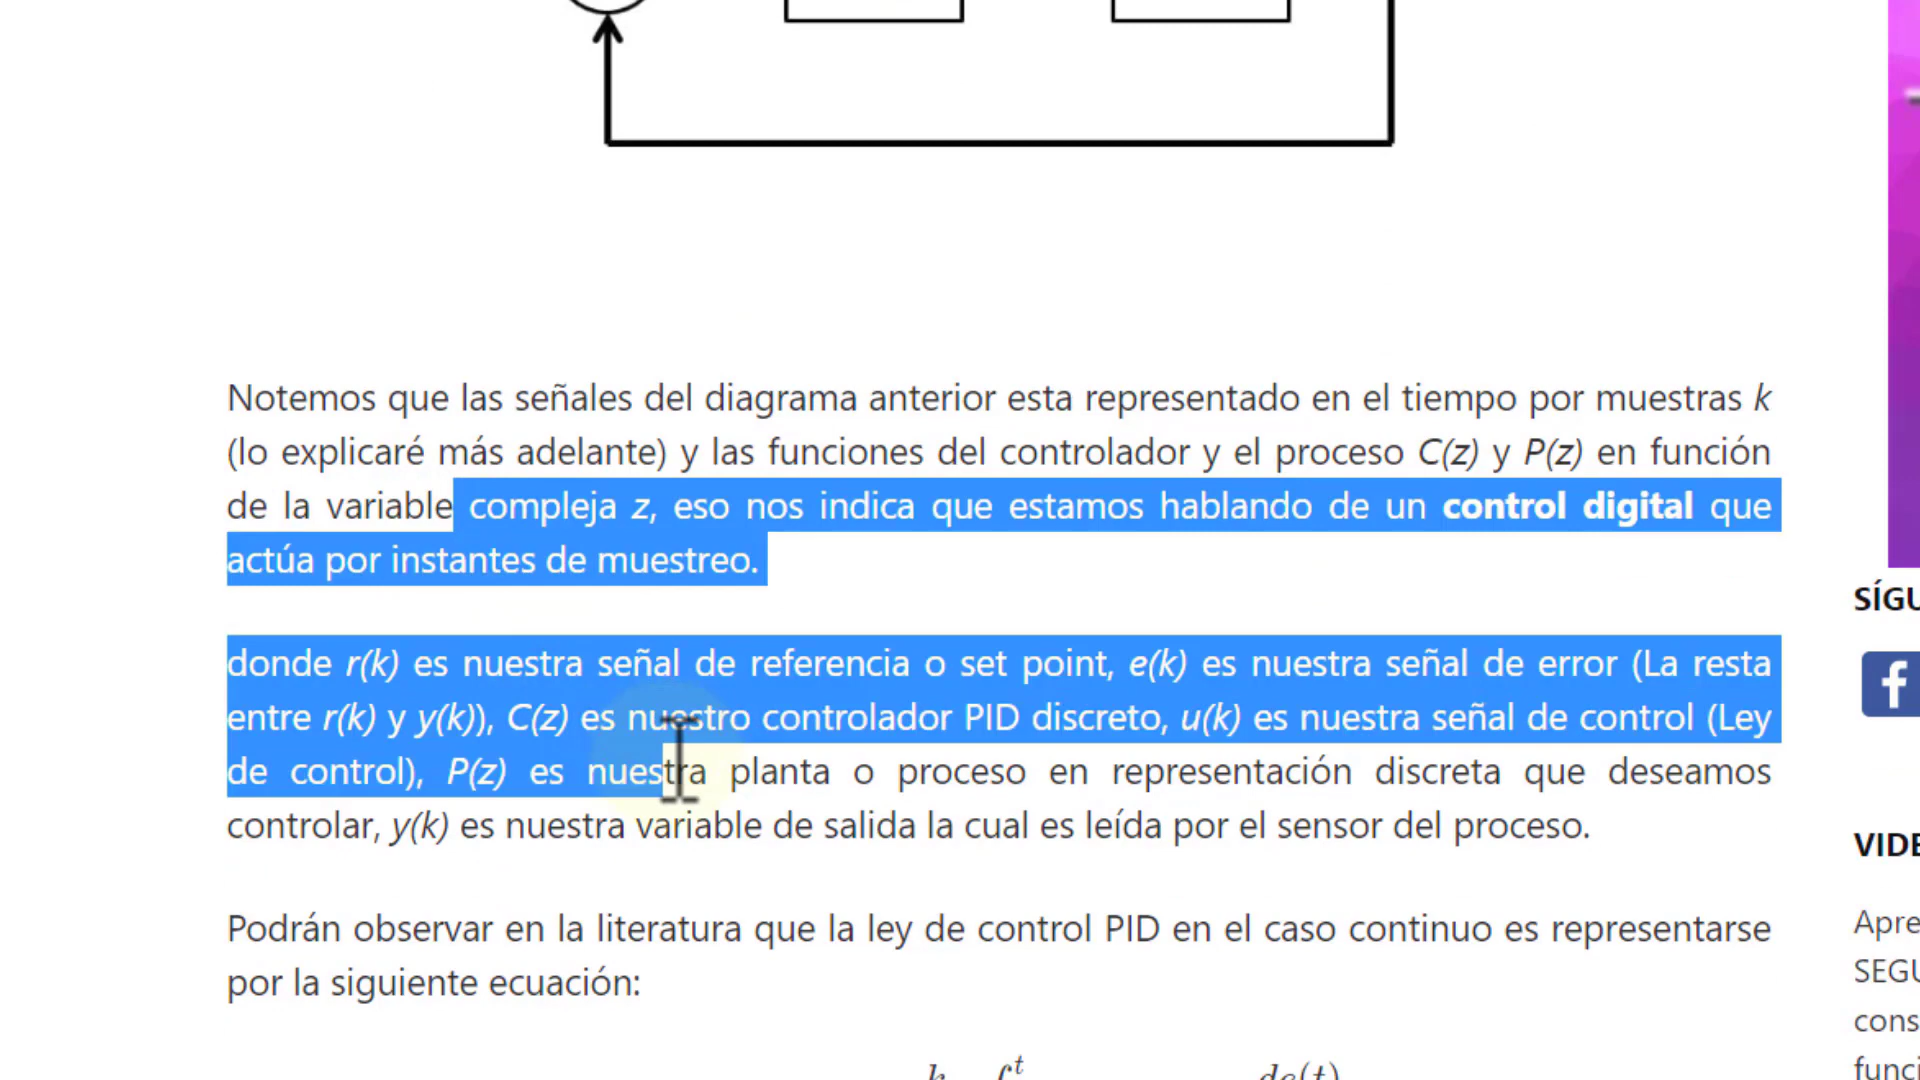 Notemos que las señales del diagrama anterior esta representado en el tiempo por muestras k
(lo explicaré más adelante) y las funciones del controlador y el proceso C(z) y P(z) en función
de la variable compleja z, eso nos indica que estamos hablando de un control digital que
actúa por instantes de muestreo.
donde r(k) es nuestra señal de referencia o set point, e(k) es nuestra señal de error (La resta
entre r(k) y y(k)), C(z) es nuestro controlador PID discreto, u(k) es nuestra señal de control (Ley
de control), P(z) es nuestra planta o proceso en representación discreta que deseamos
controlar, y(k) es nuestra variable de salida la cual es leída por el sensor del proceso.
Podrán observar en la literatura que la ley de control PID en el caso continuo es representarse
por la siguiente ecuación:
SÍGU
VIDE
Apre
SEGU
cons
funci